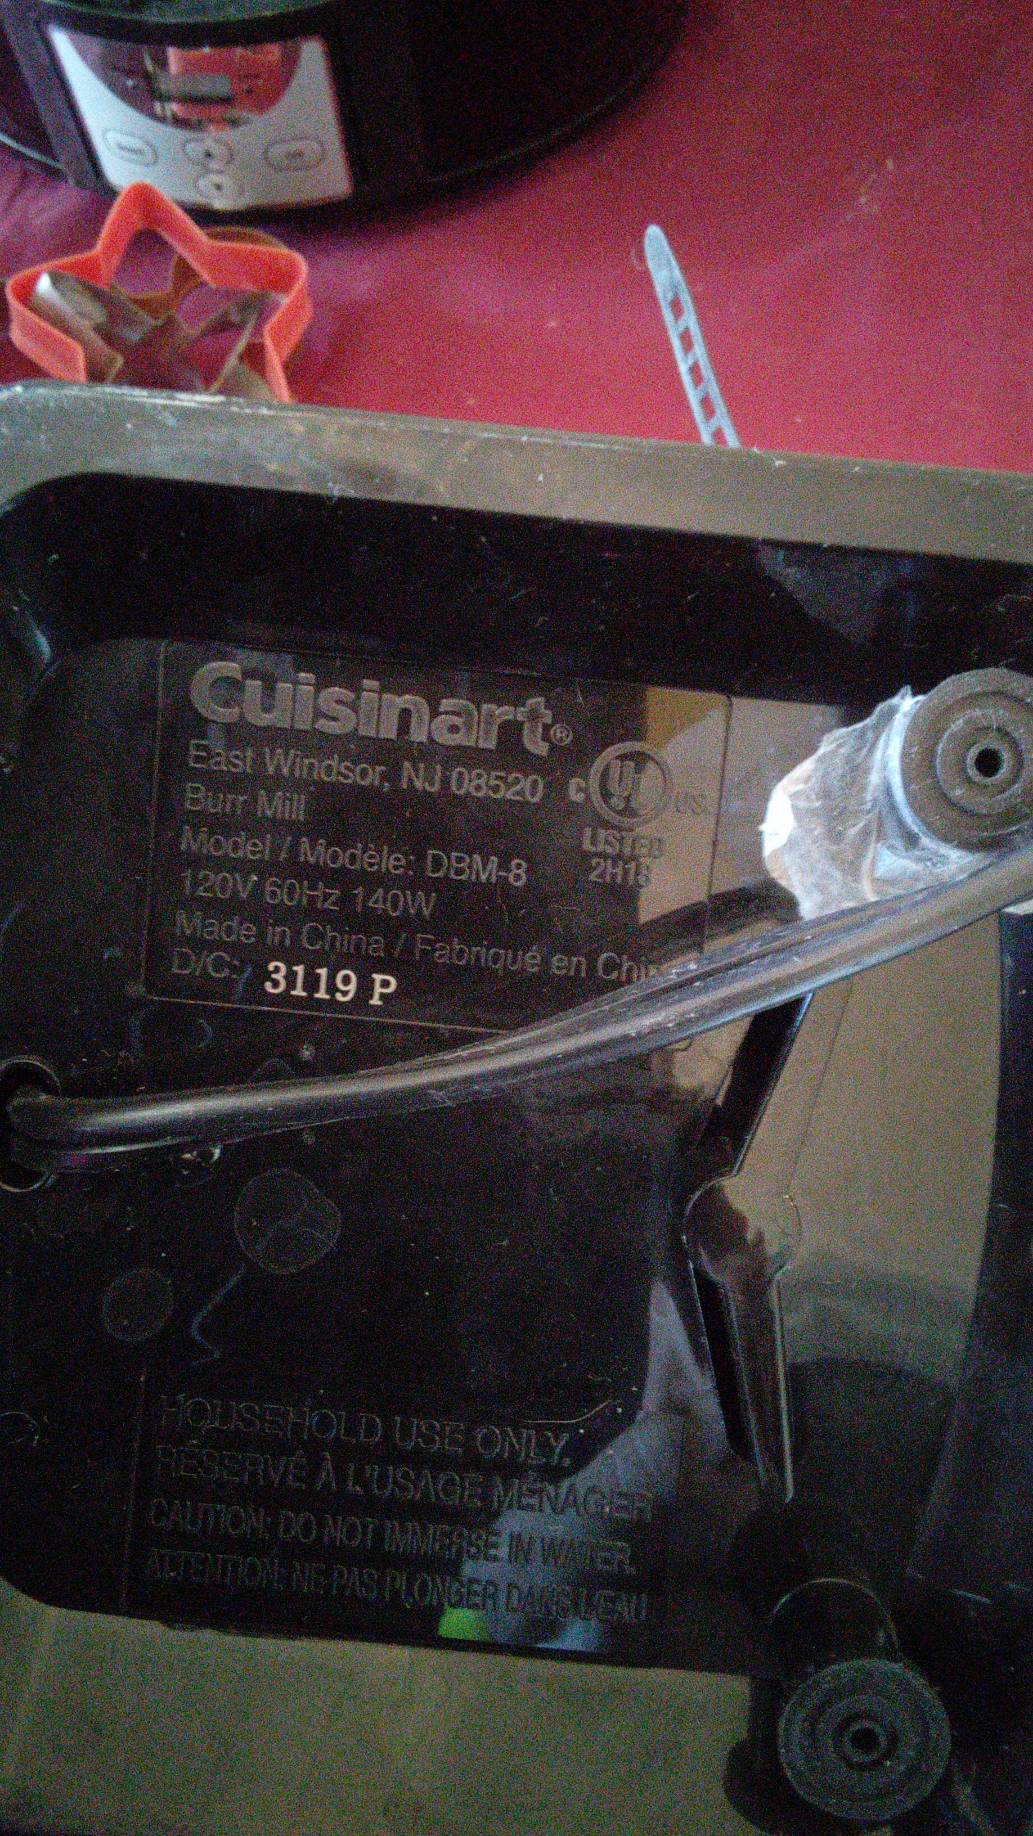 Cuisinart®
East Windsor, NJ 08520
Burr Mill
Model / Modèle: DBM-8
120V 60Hz 140W
Made in China / Fabriqué en
D/C: 3119 P
C UL US
LISTED
HOUSEHOLD USE ONLY.
RÉSERVÉ À L'USAGE MÉNAGER
CAUTION: DO NOT IMMERSE IN WATER.
ATTENTION: NE PAS PLONGER DANS L'EAU